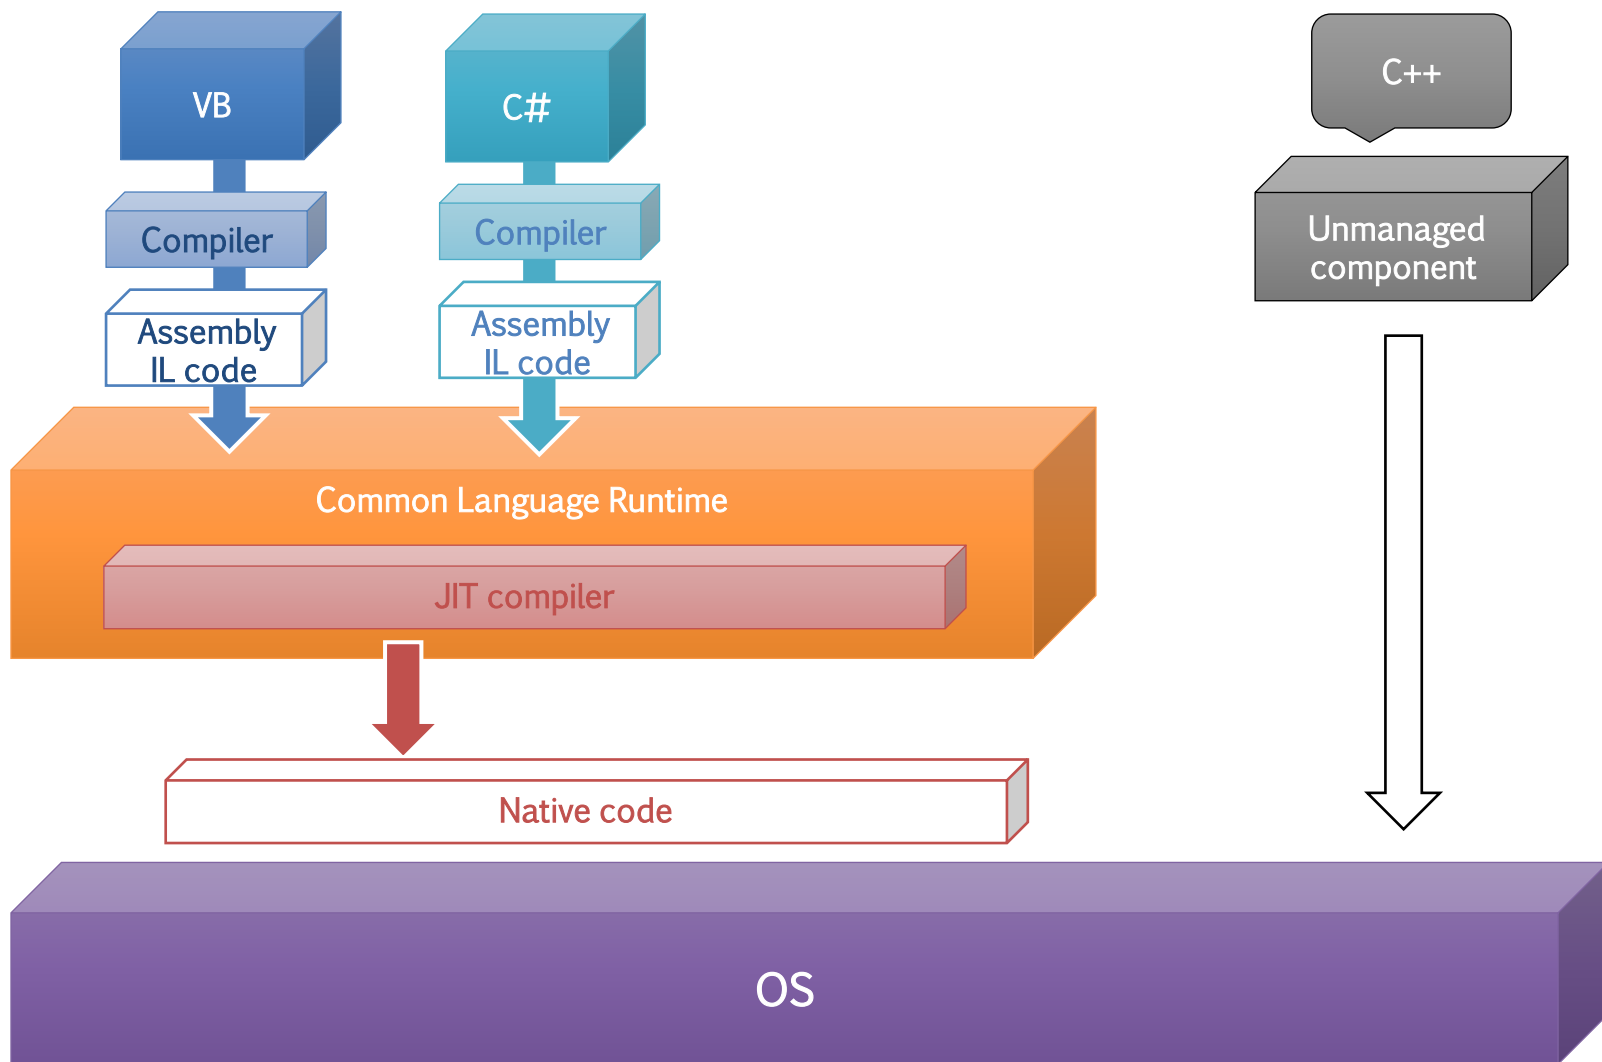 VB
C#
C++
Compiler
Compiler
Unmanaged
component
Assembly
IL code
Assembly
IL code
Common Language Runtime
JIT compiler
Native code
OS